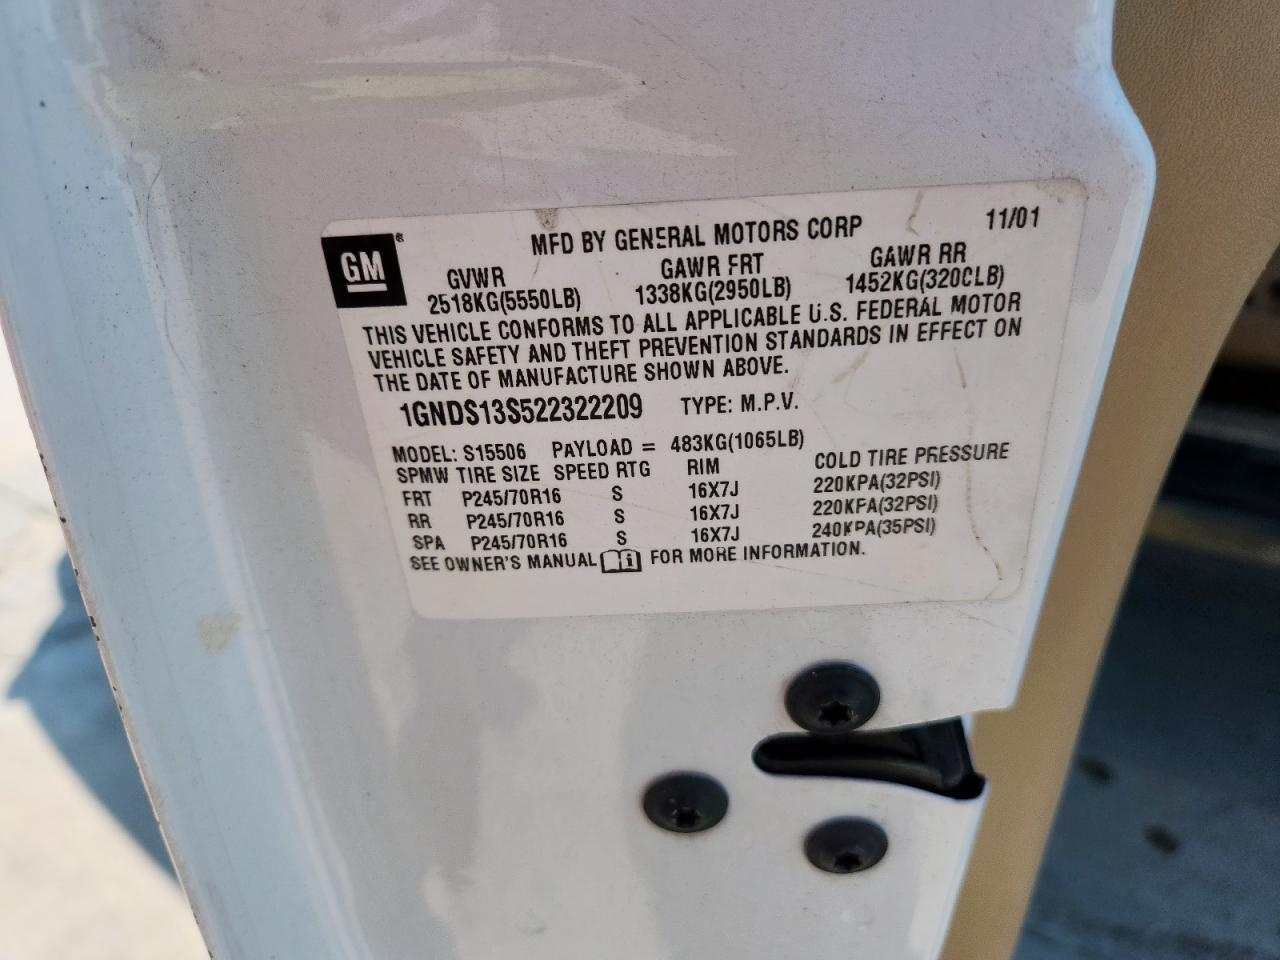 GM®
MFD BY GENERAL MOTORS CORP 11/01
GVWR GAWR FRT GAWR RR
2518KG(5550LB) 1338KG(2950LB) 1452KG(3200LB)
THIS VEHICLE CONFORMS TO ALL APPLICABLE U.S. FEDERAL MOTOR
VEHICLE SAFETY AND THEFT PREVENTION STANDARDS IN EFFECT ON
THE DATE OF MANUFACTURE SHOWN ABOVE.
1GNDS13S522322209 TYPE: M.P.V.
MODEL: S15506 PAYLOAD = 483KG(1065LB)
SPMW TIRE SIZE SPEED RTG RIM COLD TIRE PRESSURE
FRT P245/70R16 S 16X7J 220KPA(32PSI)
RR P245/70R16 S 16X7J 220KPA(32PSI)
SPA P245/70R16 S 16X7J 240KPA(35PSI)
SEE OWNER'S MANUAL FOR MORE INFORMATION.